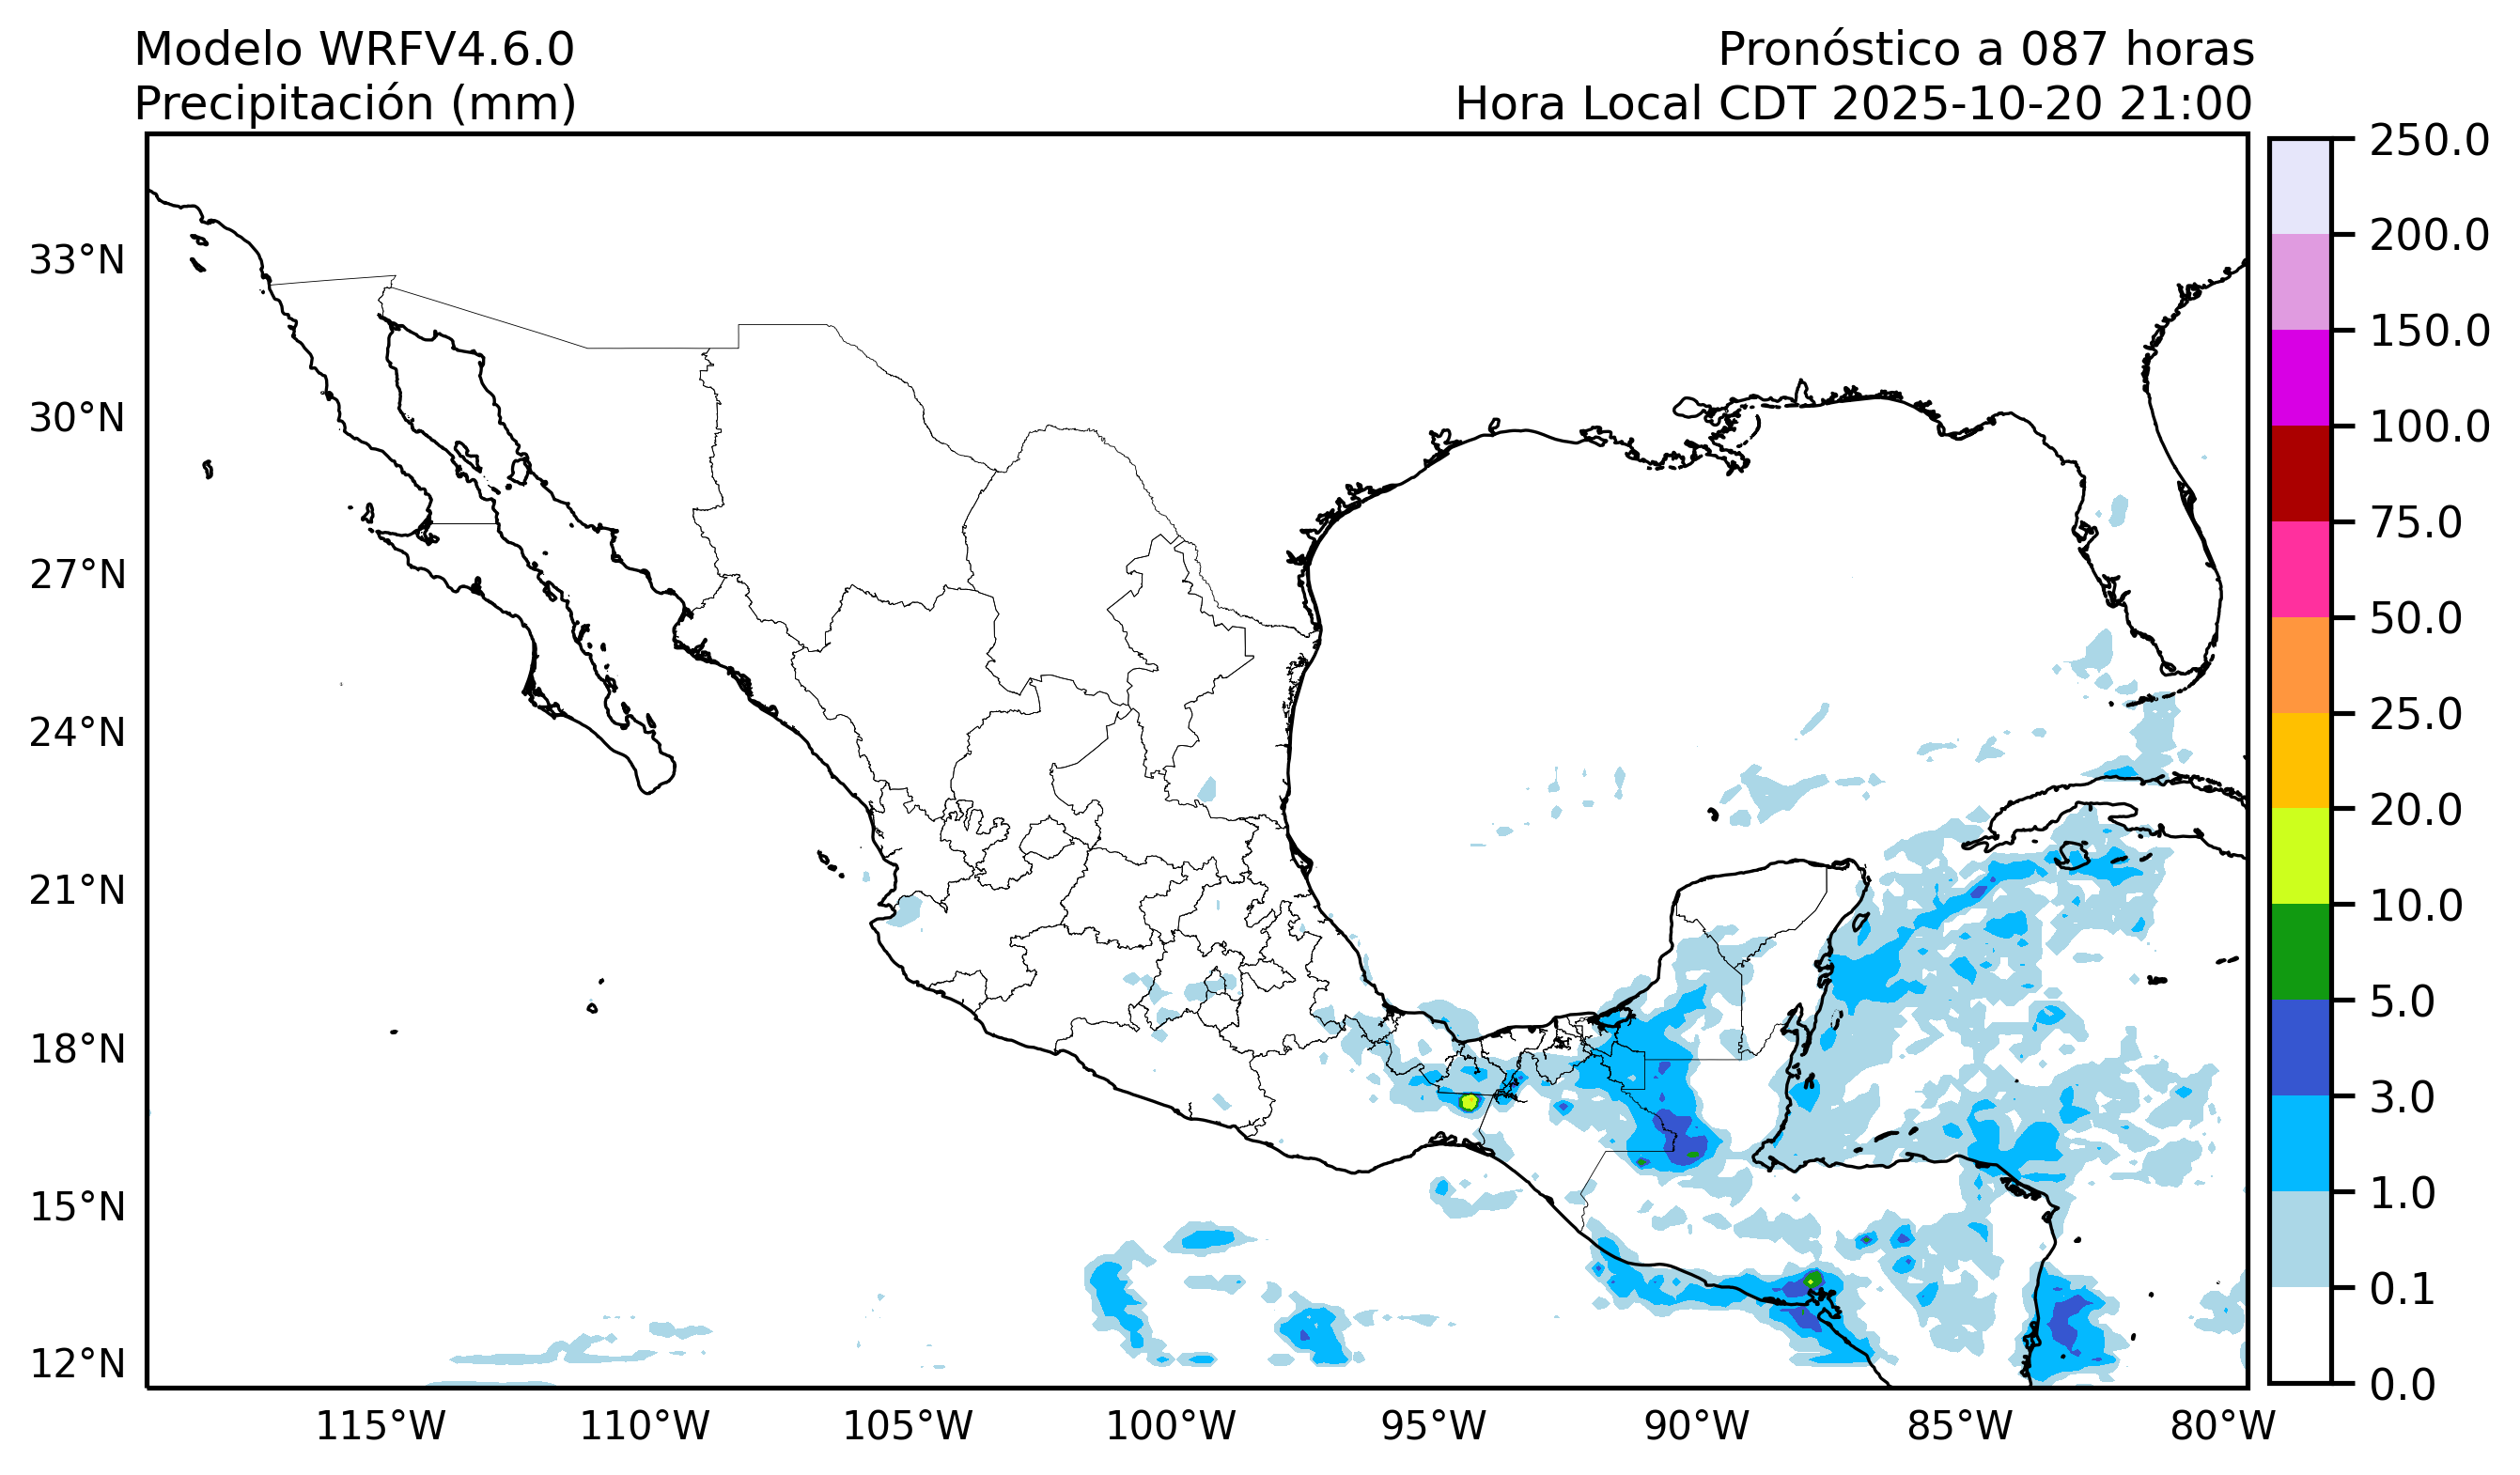 Modelo WRFV4.6.0
Precipitación (mm)
Pronóstico a 087 horas
Hora Local CDT 2025-10-20 21:00
33°N
30°N
27°N
24°N
21°N
18°N
15°N
12°N
115°W
110°W
105°W
100°W
95°W
90°W
85°W
80°W
250.0
200.0
150.0
100.0
75.0
50.0
25.0
20.0
10.0
5.0
3.0
1.0
0.1
0.0